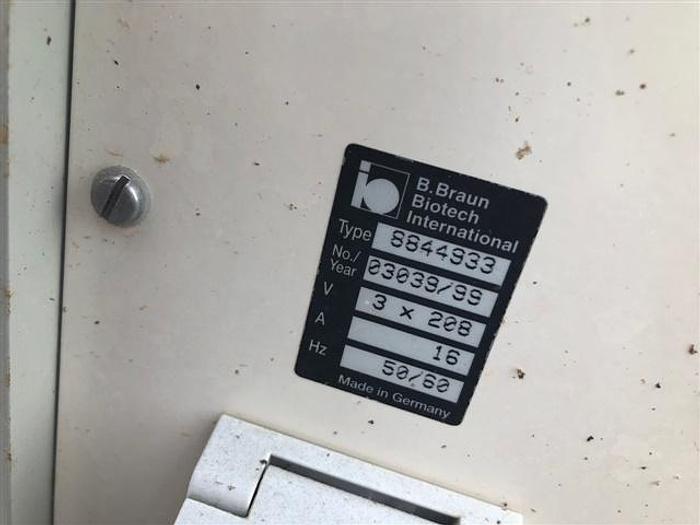 B.Braun
Biotech
International
Type 8844933
No./
Year 03039/99
V 3 x 208
A 16
Hz 50/60
Made in Germany